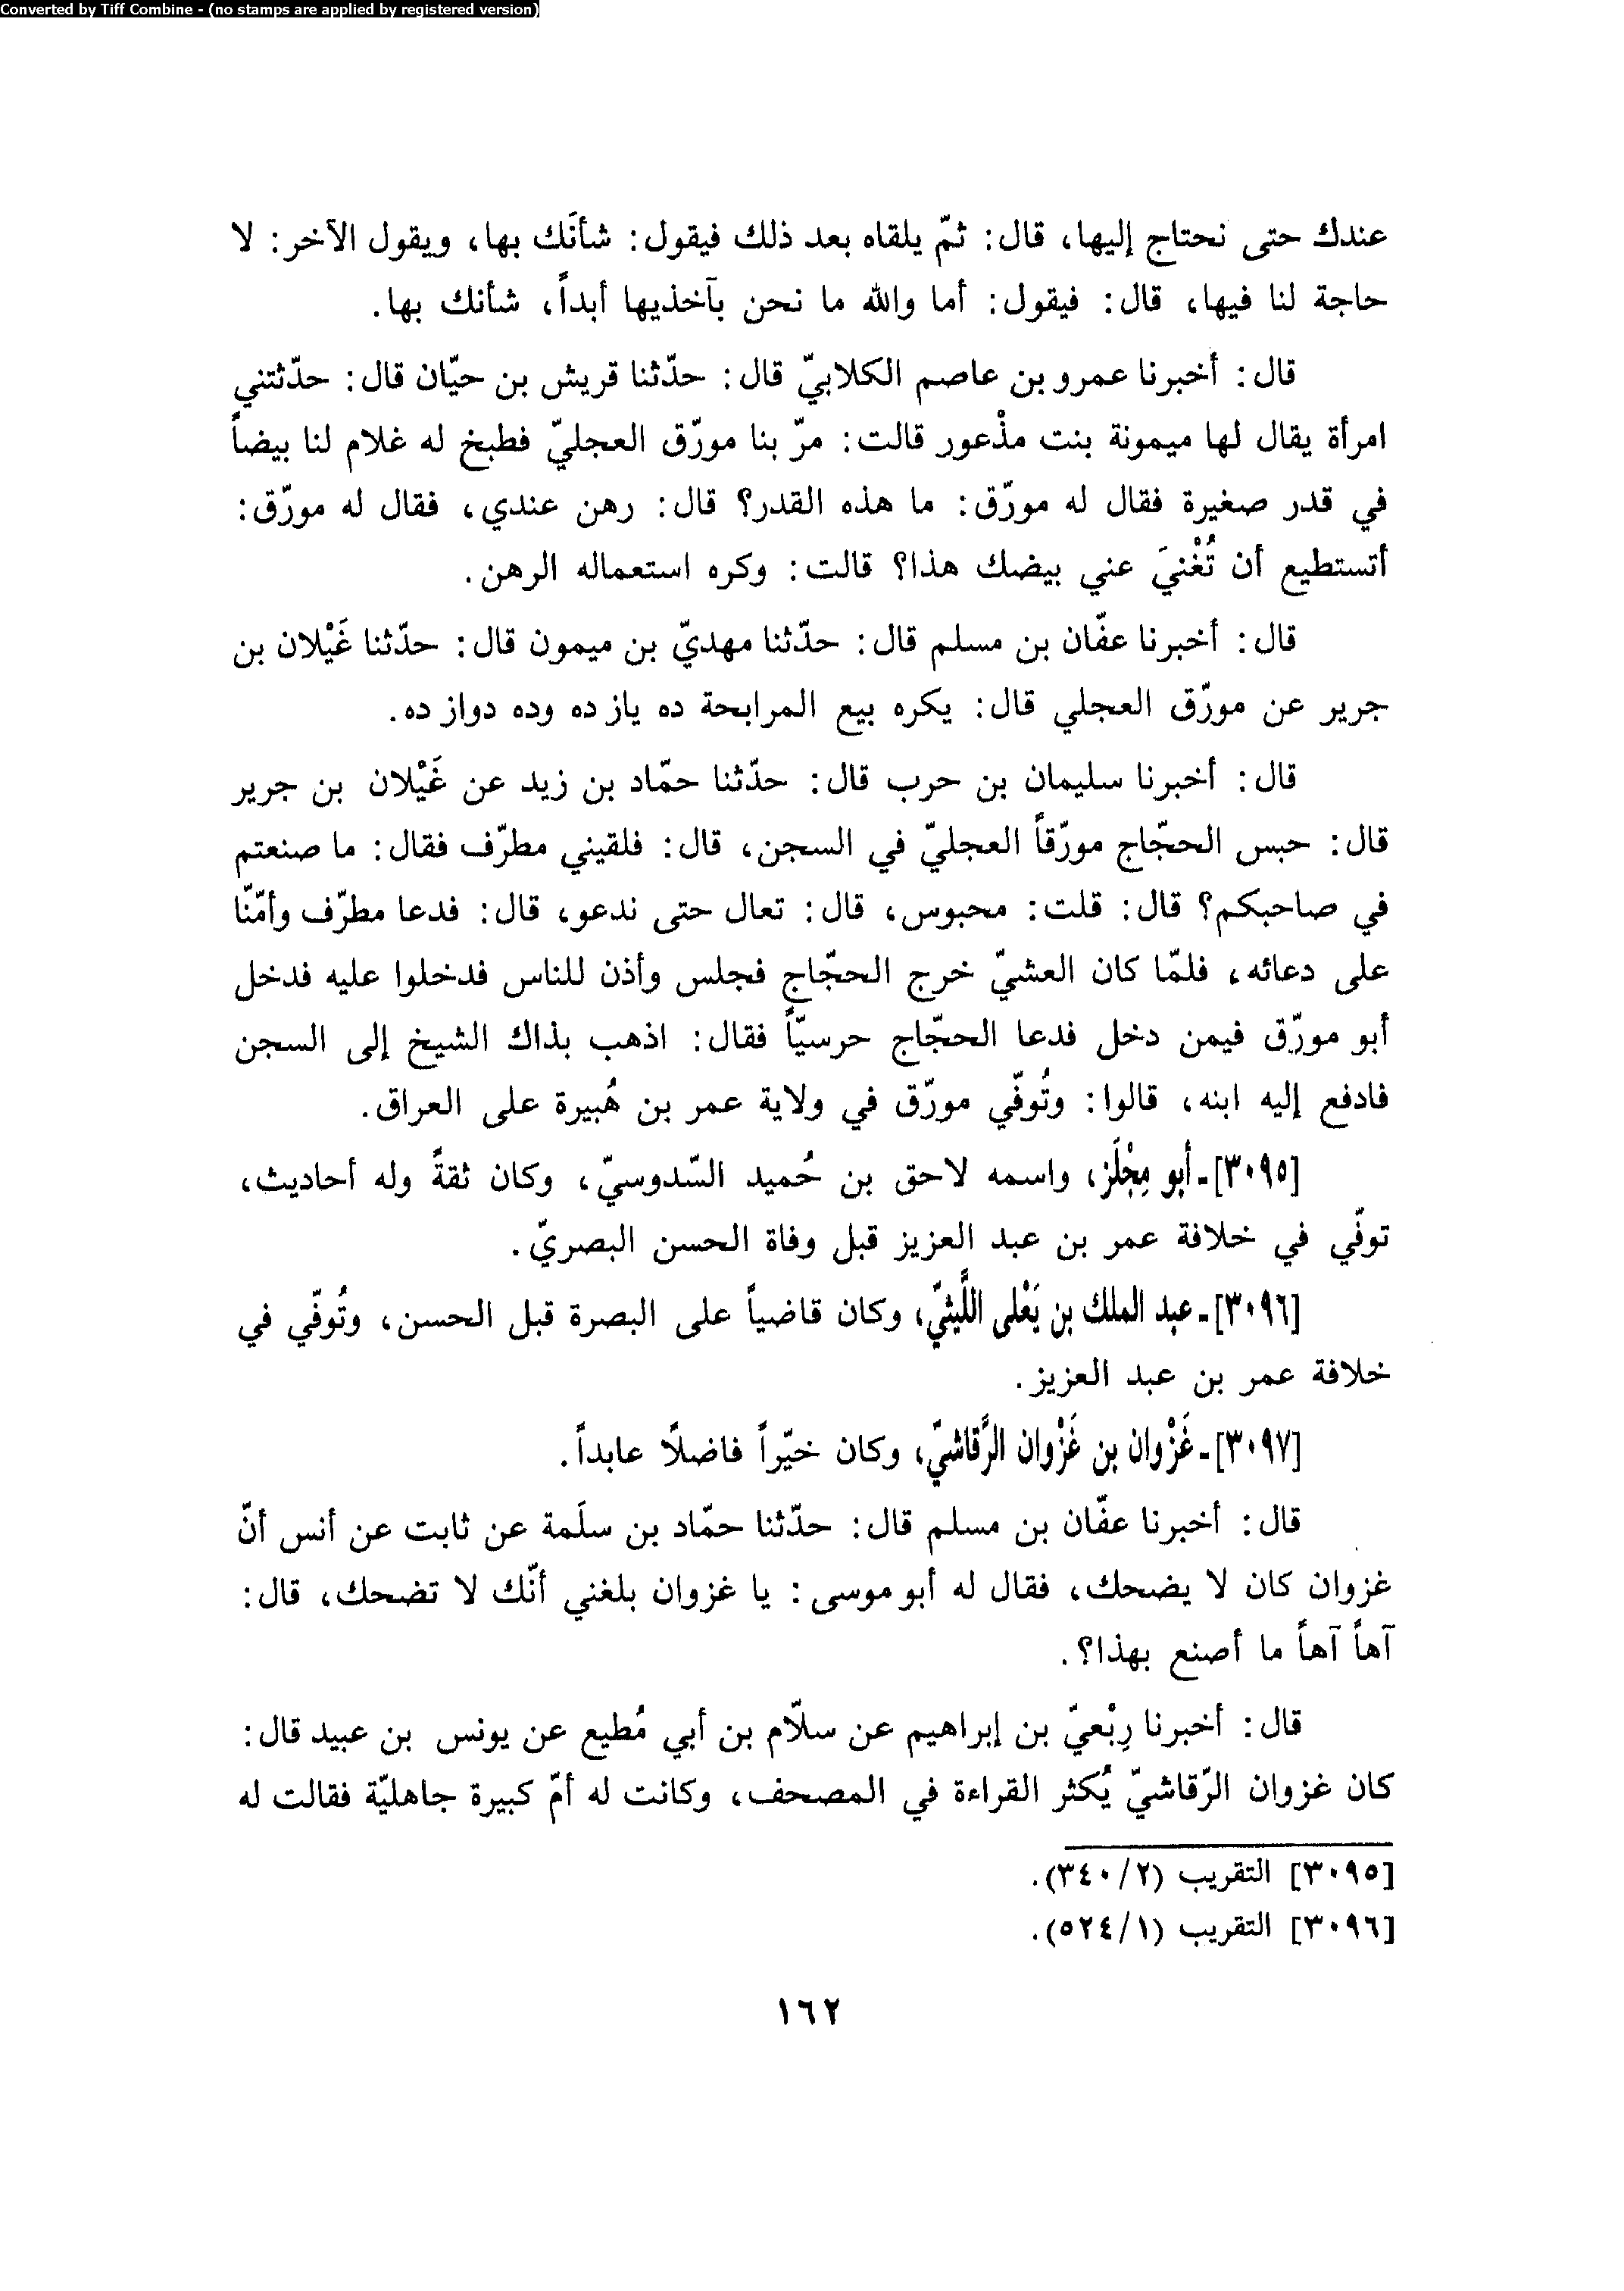 Converted by Tiff Combine - (no stamps are applied by registered version)
عندك حتى نحتاج إليها، قال: ثمّ يلقاه بعد ذلك فيقول: شأنَك بها، ويقول الآخر: لا
حاجة لنا فيها، قال: فيقول: أما والله ما نحن بآخذيها أبداً، شأنك بها.
قال: أخبرنا عمرو بن عاصم الكلابيّ قال: حدّثنا قريش بن حيّان قال: حدّثتني
امرأة يقال لها ميمونة بنت مذْعور قالت: مرّ بنا مورّق العجليّ فطبخ له غلام لنا بيضاً
في قدر صغيرة فقال له مورّق: ما هذه القدر؟ قال: رهن عندي، فقال له مورّق:
أتستطيع أن تُغْنيَ عني بيضك هذا؟ قالت: وكره استعماله الرهن.
قال: أخبرنا عفّان بن مسلم قال: حدّثنا مهديّ بن ميمون قال: حدّثنا غَيْلان بن
جرير عن مورّق العجلي قال: يكره بيع المرابحة ده ياز ده وده دواز ده.
قال: أخبرنا سليمان بن حرب قال: حدّثنا حمّاد بن زيد عن غَيْلان بن جرير
قال: حبس الحجّاج مورّقاً العجليّ في السجن، قال: فلقيني مطرّف فقال: ما صنعتم
في صاحبكم؟ قال: قلت: محبوس، قال: تعال حتى ندعو، قال: فدعا مطرّف وأمّنّا
على دعائه، فلمّا كان العشيّ خرج الحجّاج فجلس وأذن للناس فدخلوا عليه فدخل
أبو مورّق فيمن دخل فدعا الحجّاج حرسيّاً فقال: اذهب بذاك الشيخ إلى السجن
فادفع إليه ابنه، قالوا: وتُوفّي مورّق في ولاية عمر بن هُبيرة على العراق.
[٣٠٩٥]ـ أبو مِجْلَز، واسمه لاحق بن حُميد السّدوسيّ، وكان ثقةً وله أحاديث،
توفّي في خلافة عمر بن عبد العزيز قبل وفاة الحسن البصريّ.
[٣٠٩٦]ـ عبد الملك بن يَعْلى اللَّيثيّ، وكان قاضياً على البصرة قبل الحسن، وتُوفّي في
خلافة عمر بن عبد العزيز.
[٣٠٩٧]ـ غَزْوان بن غَزْوان الرَّقاشيّ، وكان خيّراً فاضلًا عابداً.
قال: أخبرنا عفّان بن مسلم قال: حدّثنا حمّاد بن سلَمة عن ثابت عن أنس أنّ
غزوان كان لا يضحك، فقال له أبو موسى: يا غزوان بلغني أنّك لا تضحك، قال:
آهاً آهاً ما أصنع بهذا؟.
قال: أخبرنا رِبْعيّ بن إبراهيم عن سلّام بن أبي مُطيع عن يونس بن عبيد قال:
كان غزوان الرّقاشيّ يُكثر القراءة في المصحف، وكانت له أمّ كبيرة جاهليّة فقالت له
[٣٠٩٥] التقريب (٣٤٠/٢).
[٣٠٩٦] التقريب (٥٢٤/١).
١٦٢